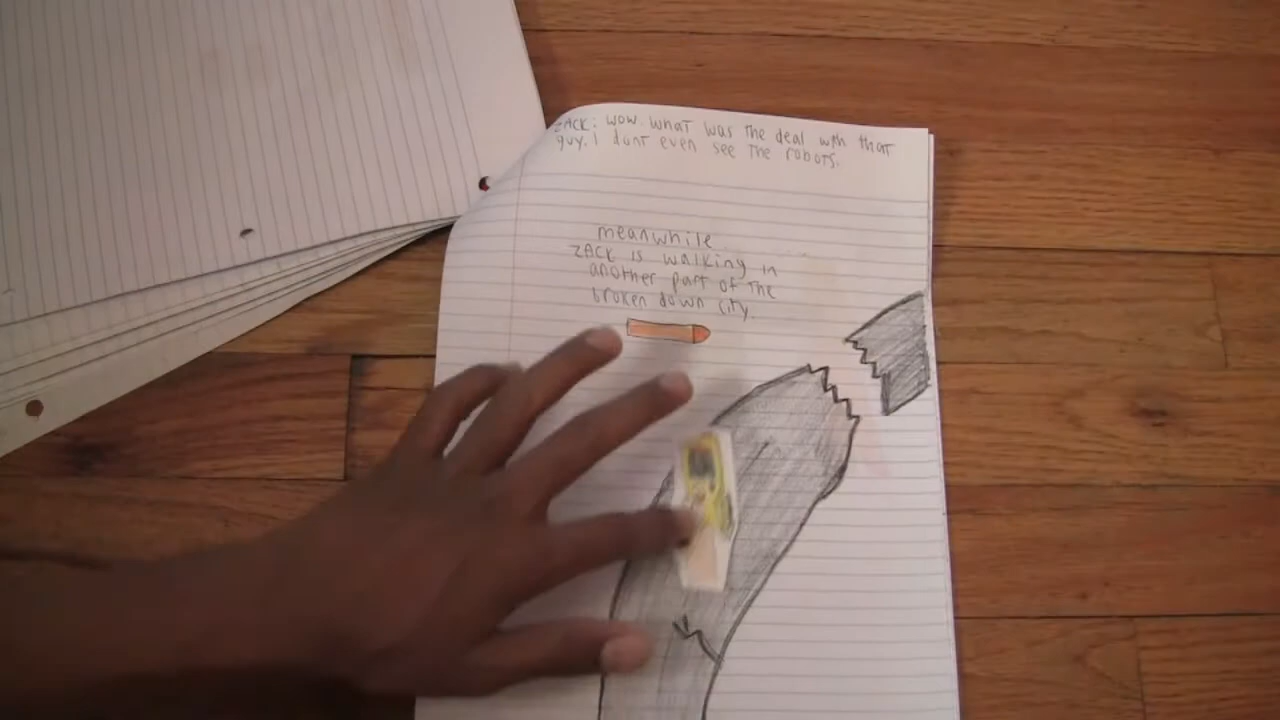 ZACK: wow. what was the deal with that
guy. i dont even see the robots.
meanwhile
ZACK is walking in
another part of the
broken down city.